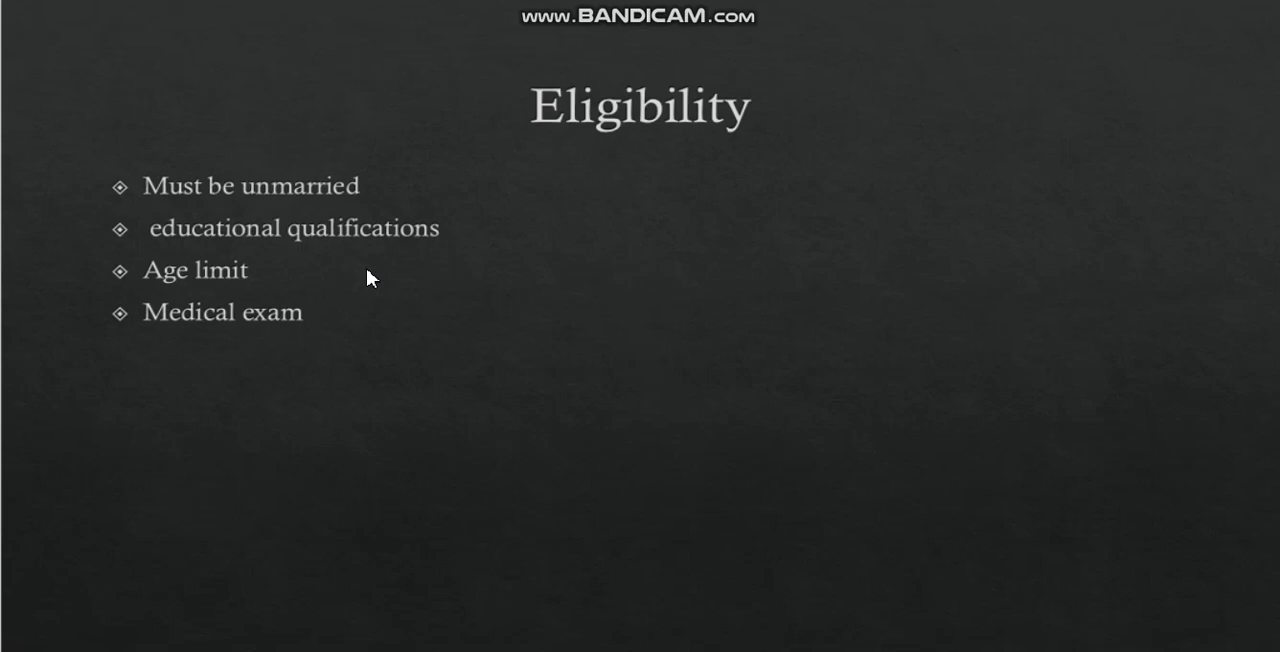 www.BANDICAM.com
Eligibility
Must be unmarried
educational qualifications
Age limit
Medical exam